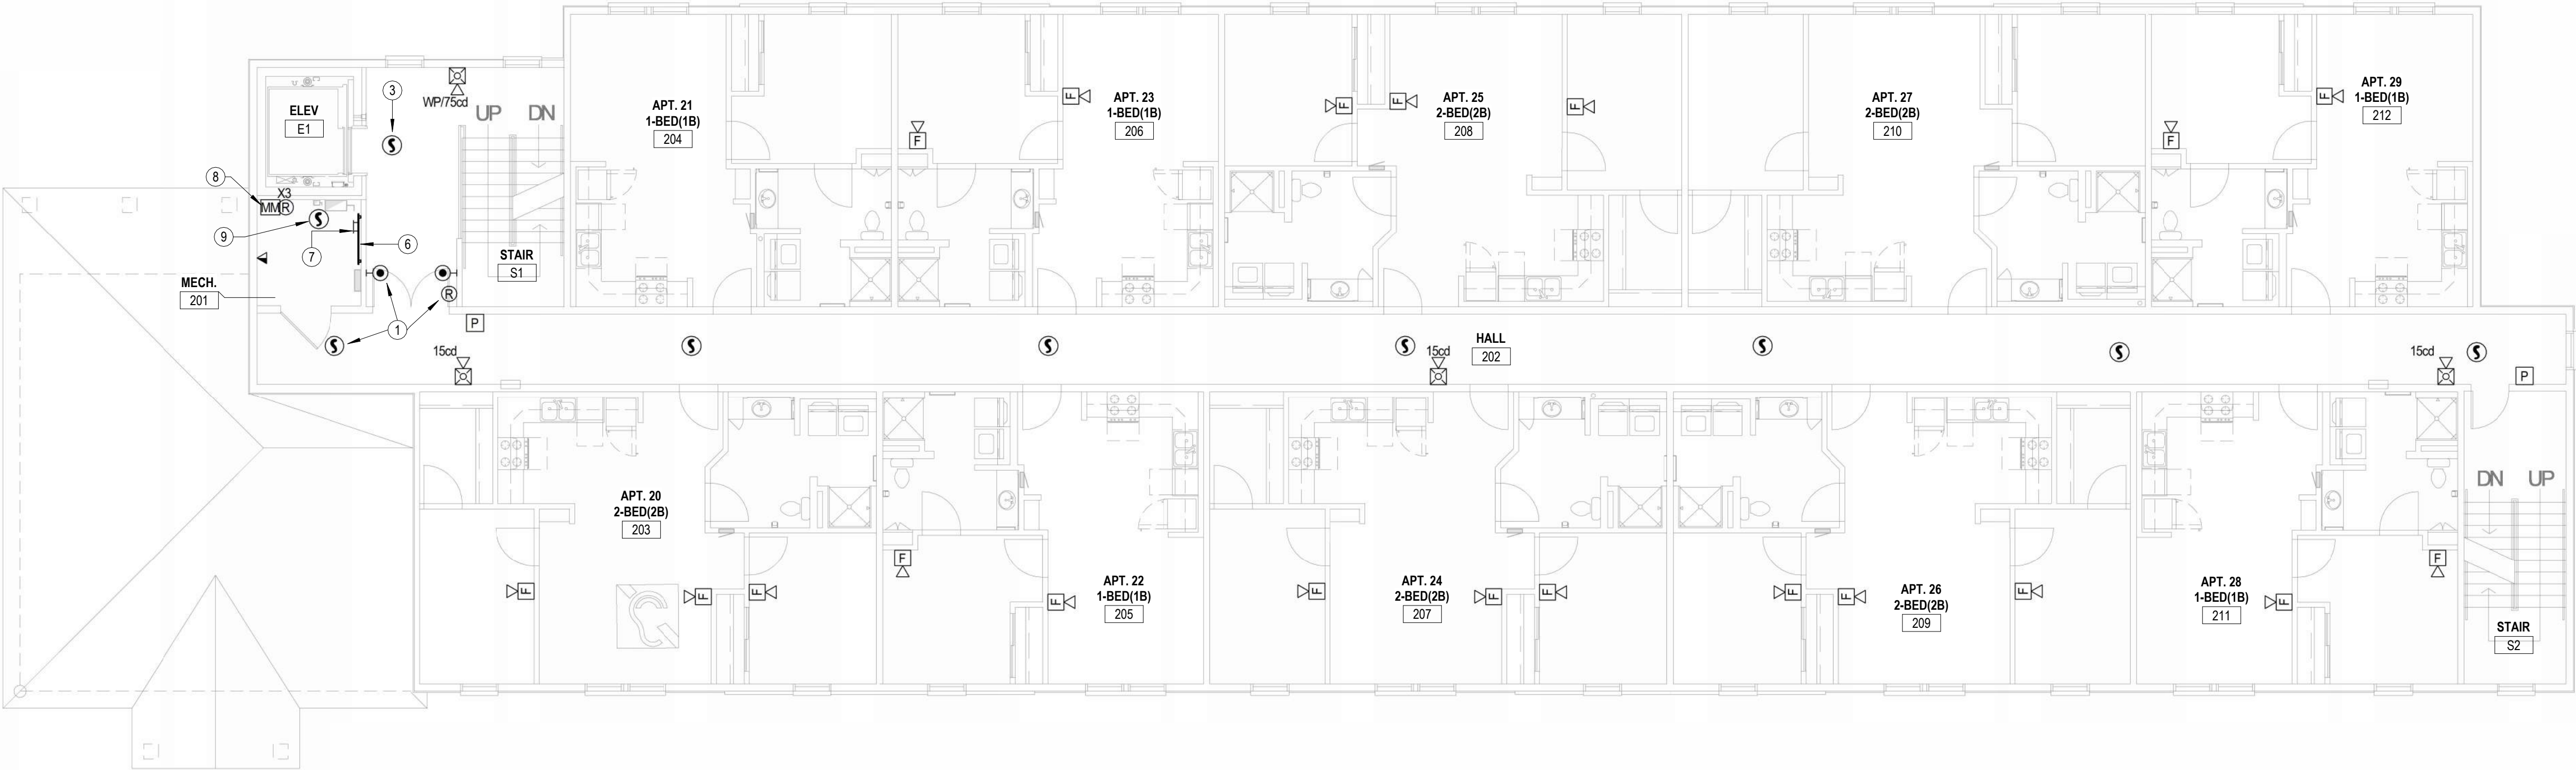 ELEV
E1
3
WP/75cd
UP
DN
8
X3
MM
R
9
7
6
MECH.
201
STAIR
S1
R
1
P
15cd
APT. 21
1-BED(1B)
204
F
APT. 23
1-BED(1B)
206
F
F
APT. 25
2-BED(2B)
208
F
F
APT. 27
2-BED(2B)
210
F
APT. 29
1-BED(1B)
212
F
S
S
S
S
S
S
S
S
S
HALL
202
15cd
15cd
P
APT. 20
2-BED(2B)
203
F
F
F
APT. 22
1-BED(1B)
205
F
F
APT. 24
2-BED(2B)
207
F
F
F
APT. 26
2-BED(2B)
209
F
F
F
APT. 28
1-BED(1B)
211
F
F
DN
UP
STAIR
S2